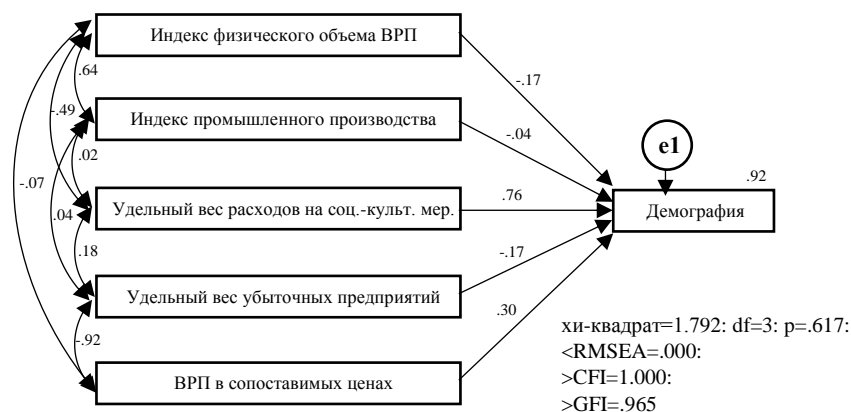 Индекс физического объема ВРП
-.17
.64
-.49
Индекс промышленного производства
-.04
e1
.02
-.07
.92
Удельный вес расходов на соц.-культ. мер.
.76
Демография
.04
.18
-.17
Удельный вес убыточных предприятий
.30
-.92
ВРП в сопоставимых ценах
хи-квадрат=1.792: df=3: p=.617:
<RMSEA=.000:
>CFI=1.000:
>GFI=.965